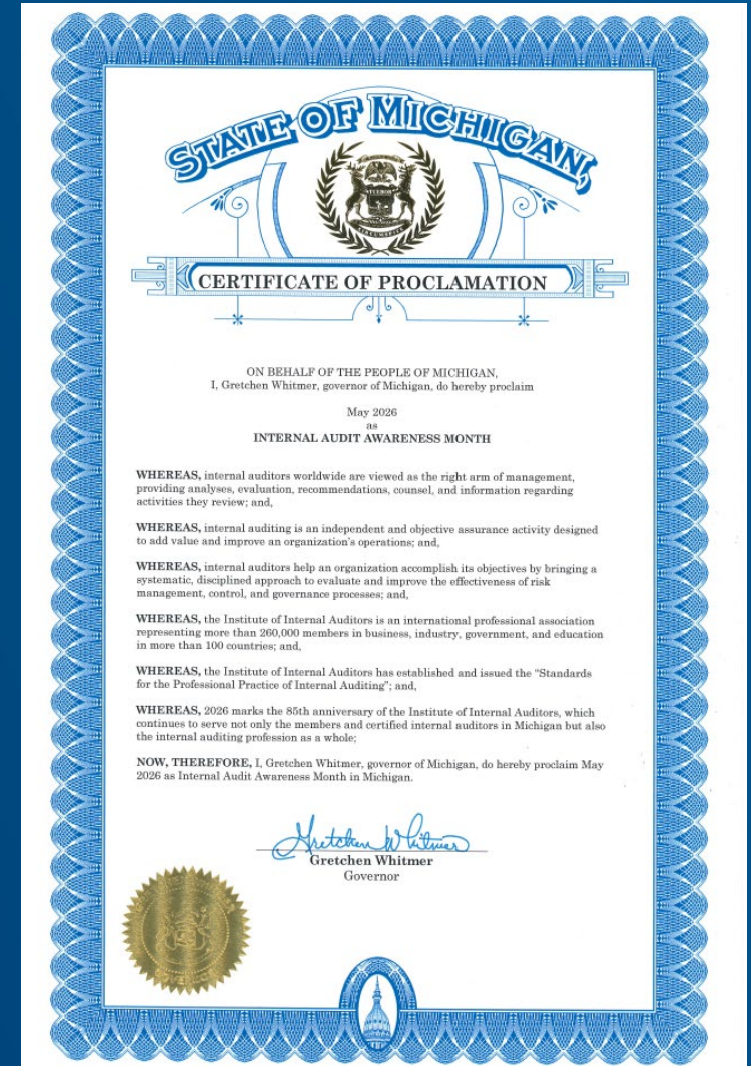 STATE OF MICHIGAN,
TUEBOR
CIRCUMSPICE
CERTIFICATE OF PROCLAMATION
ON BEHALF OF THE PEOPLE OF MICHIGAN,
I, Gretchen Whitmer, governor of Michigan, do hereby proclaim
May 2026
as
INTERNAL AUDIT AWARENESS MONTH
WHEREAS, internal auditors worldwide are viewed as the right arm of management,
providing analyses, evaluation, recommendations, counsel, and information regarding
activities they review; and,
WHEREAS, internal auditing is an independent and objective assurance activity designed
to add value and improve an organization's operations; and,
WHEREAS, internal auditors help an organization accomplish its objectives by bringing a
systematic, disciplined approach to evaluate and improve the effectiveness of risk
management, control, and governance processes; and,
WHEREAS, the Institute of Internal Auditors is an international professional association
representing more than 260,000 members in business, industry, government, and education
in more than 100 countries; and,
WHEREAS, the Institute of Internal Auditors has established and issued the "Standards
for the Professional Practice of Internal Auditing"; and,
WHEREAS, 2026 marks the 85th anniversary of the Institute of Internal Auditors, which
continues to serve not only the members and certified internal auditors in Michigan but also
the internal auditing profession as a whole;
NOW, THEREFORE, I, Gretchen Whitmer, governor of Michigan, do hereby proclaim May
2026 as Internal Audit Awareness Month in Michigan.
Gretchen Whitmer
Gretchen Whitmer
Governor